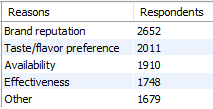 Reasons Respondents
Brand reputation 2652
Taste/flavor preference 2011
Availability 1910
Effectiveness 1748
Other 1679